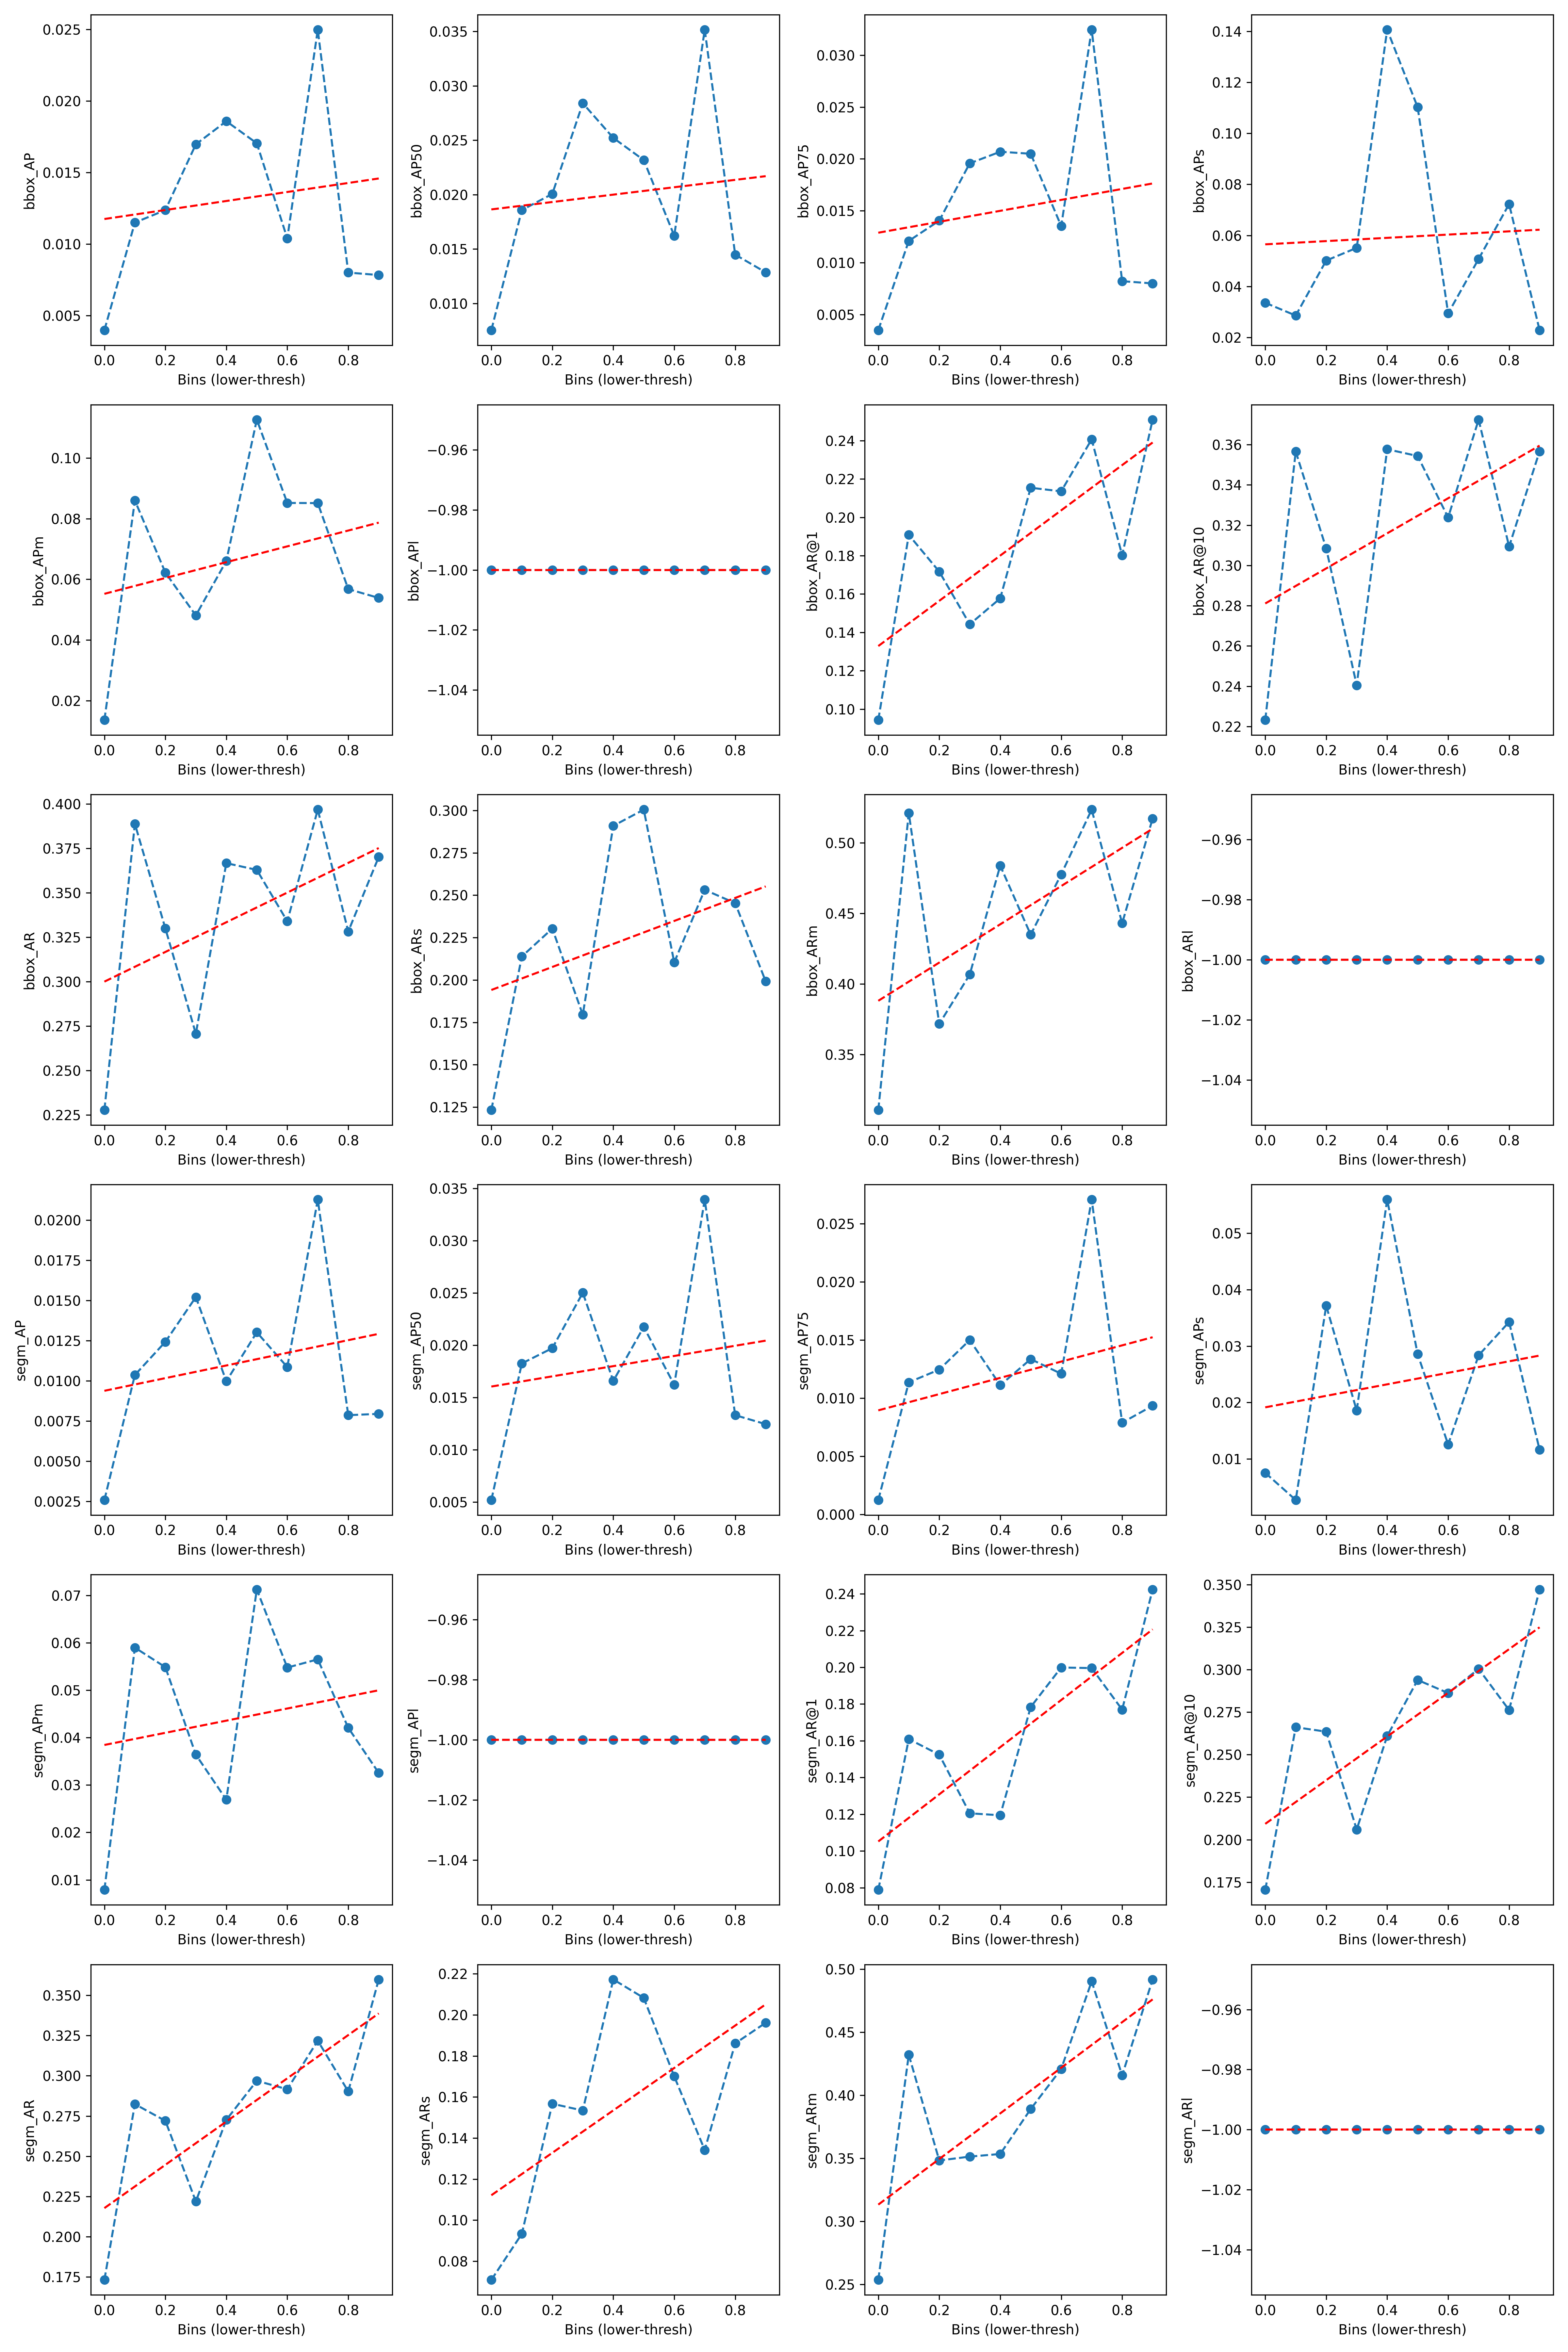 bbox_AP
0.025
0.020
0.015
0.010
0.005
0.0 0.2 0.4 0.6 0.8
Bins (lower-thresh)
bbox_AP50
0.035
0.030
0.025
0.020
0.015
0.010
0.0 0.2 0.4 0.6 0.8
Bins (lower-thresh)
bbox_AP75
0.030
0.025
0.020
0.015
0.010
0.005
0.0 0.2 0.4 0.6 0.8
Bins (lower-thresh)
bbox_APs
0.14
0.12
0.10
0.08
0.06
0.04
0.02
0.0 0.2 0.4 0.6 0.8
Bins (lower-thresh)
bbox_APm
0.10
0.08
0.06
0.04
0.02
0.0 0.2 0.4 0.6 0.8
Bins (lower-thresh)
bbox_APl
−0.96
−0.98
−1.00
−1.02
−1.04
0.0 0.2 0.4 0.6 0.8
Bins (lower-thresh)
bbox_AR@1
0.24
0.22
0.20
0.18
0.16
0.14
0.12
0.10
0.0 0.2 0.4 0.6 0.8
Bins (lower-thresh)
bbox_AR@10
0.36
0.34
0.32
0.30
0.28
0.26
0.24
0.22
0.0 0.2 0.4 0.6 0.8
Bins (lower-thresh)
bbox_AR
0.400
0.375
0.350
0.325
0.300
0.275
0.250
0.225
0.0 0.2 0.4 0.6 0.8
Bins (lower-thresh)
bbox_ARs
0.300
0.275
0.250
0.225
0.200
0.175
0.150
0.125
0.0 0.2 0.4 0.6 0.8
Bins (lower-thresh)
bbox_ARm
0.50
0.45
0.40
0.35
0.0 0.2 0.4 0.6 0.8
Bins (lower-thresh)
bbox_ARl
−0.96
−0.98
−1.00
−1.02
−1.04
0.0 0.2 0.4 0.6 0.8
Bins (lower-thresh)
segm_AP
0.0200
0.0175
0.0150
0.0125
0.0100
0.0075
0.0050
0.0025
0.0 0.2 0.4 0.6 0.8
Bins (lower-thresh)
segm_AP50
0.035
0.030
0.025
0.020
0.015
0.010
0.005
0.0 0.2 0.4 0.6 0.8
Bins (lower-thresh)
segm_AP75
0.025
0.020
0.015
0.010
0.005
0.000
0.0 0.2 0.4 0.6 0.8
Bins (lower-thresh)
segm_APs
0.05
0.04
0.03
0.02
0.01
0.0 0.2 0.4 0.6 0.8
Bins (lower-thresh)
segm_APm
0.07
0.06
0.05
0.04
0.03
0.02
0.01
0.0 0.2 0.4 0.6 0.8
Bins (lower-thresh)
segm_APl
−0.96
−0.98
−1.00
−1.02
−1.04
0.0 0.2 0.4 0.6 0.8
Bins (lower-thresh)
segm_AR@1
0.24
0.22
0.20
0.18
0.16
0.14
0.12
0.10
0.08
0.0 0.2 0.4 0.6 0.8
Bins (lower-thresh)
segm_AR@10
0.350
0.325
0.300
0.275
0.250
0.225
0.200
0.175
0.0 0.2 0.4 0.6 0.8
Bins (lower-thresh)
segm_AR
0.350
0.325
0.300
0.275
0.250
0.225
0.200
0.175
0.0 0.2 0.4 0.6 0.8
Bins (lower-thresh)
segm_ARs
0.22
0.20
0.18
0.16
0.14
0.12
0.10
0.08
0.0 0.2 0.4 0.6 0.8
Bins (lower-thresh)
segm_ARm
0.50
0.45
0.40
0.35
0.30
0.25
0.0 0.2 0.4 0.6 0.8
Bins (lower-thresh)
segm_ARl
−0.96
−0.98
−1.00
−1.02
−1.04
0.0 0.2 0.4 0.6 0.8
Bins (lower-thresh)